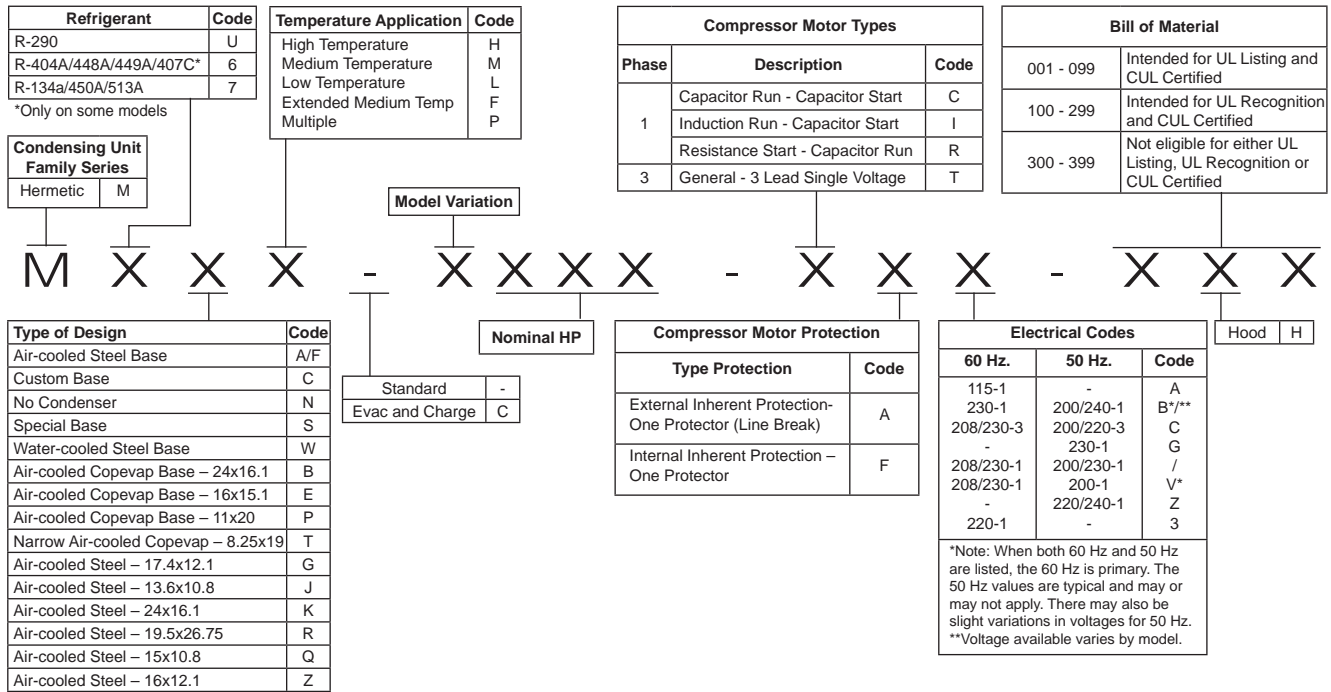 Refrigerant Code
R-290 U
R-404A/448A/449A/407C* 6
R-134a/450A/513A 7
*Only on some models
Condensing Unit
Family Series
Hermetic M
Temperature Application Code
High Temperature H
Medium Temperature M
Low Temperature L
Extended Medium Temp F
Multiple P
Model Variation
Compressor Motor Types
Phase Description Code
1
Capacitor Run - Capacitor Start C
Induction Run - Capacitor Start I
Resistance Start - Capacitor Run R
3 General - 3 Lead Single Voltage T
Bill of Material
001 - 099 Intended for UL Listing and
CUL Certified
100 - 299 Intended for UL Recognition
and CUL Certified
300 - 399 Not eligible for either UL
Listing, UL Recognition or
CUL Certified
M X X X - X X X X - X X X - X X X
Type of Design Code
Air-cooled Steel Base A/F
Custom Base C
No Condenser N
Special Base S
Water-cooled Steel Base W
Air-cooled Copevap Base – 24x16.1 B
Air-cooled Copevap Base – 16x15.1 E
Air-cooled Copevap Base – 11x20 P
Narrow Air-cooled Copevap – 8.25x19 T
Air-cooled Steel – 17.4x12.1 G
Air-cooled Steel – 13.6x10.8 J
Air-cooled Steel – 24x16.1 K
Air-cooled Steel – 19.5x26.75 R
Air-cooled Steel – 15x10.8 Q
Air-cooled Steel – 16x12.1 Z
Standard -
Evac and Charge C
Nominal HP
Compressor Motor Protection
Type Protection Code
External Inherent Protection-
One Protector (Line Break) A
Internal Inherent Protection –
One Protector F
Electrical Codes
60 Hz. 50 Hz. Code
115-1 - A
230-1 200/240-1 B*/**
208/230-3 200/220-3 C
- 230-1 G
208/230-1 200/230-1 /
208/230-1 200-1 V*
- 220/240-1 Z
220-1 - 3
*Note: When both 60 Hz and 50 Hz
are listed, the 60 Hz is primary. The
50 Hz values are typical and may or
may not apply. There may also be
slight variations in voltages for 50 Hz.
**Voltage available varies by model.
Hood H